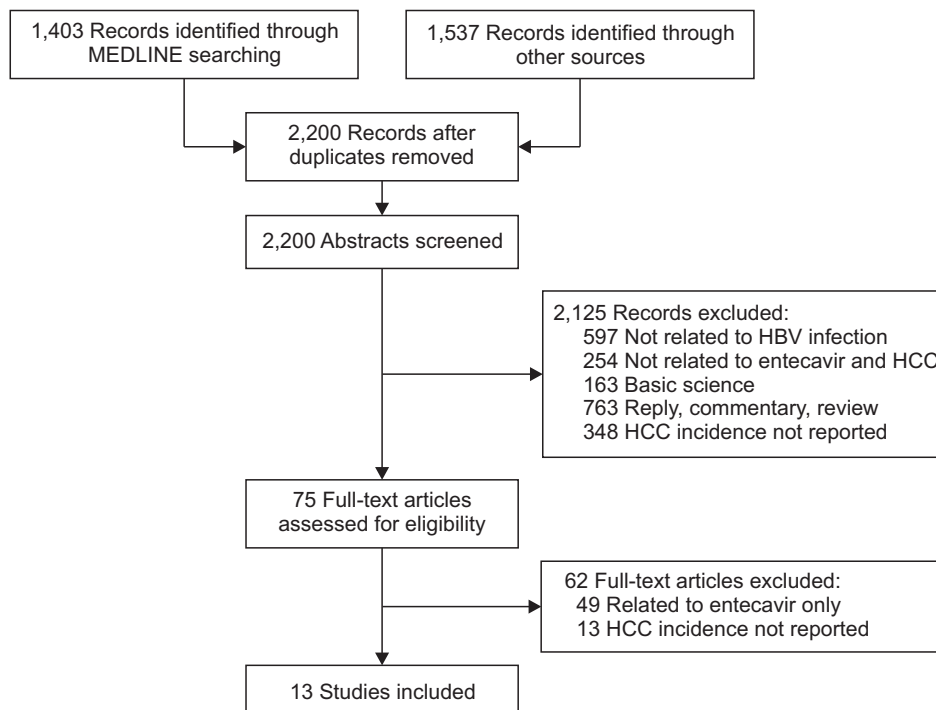 1,403 Records identified through
MEDLINE searching
1,537 Records identified through
other sources
2,200 Records after
duplicates removed
2,200 Abstracts screened
2,125 Records excluded:
597 Not related to HBV infection
254 Not related to entecavir and HCC
163 Basic science
763 Reply, commentary, review
348 HCC incidence not reported
75 Full-text articles
assessed for eligibility
62 Full-text articles excluded:
49 Related to entecavir only
13 HCC incidence not reported
13 Studies included